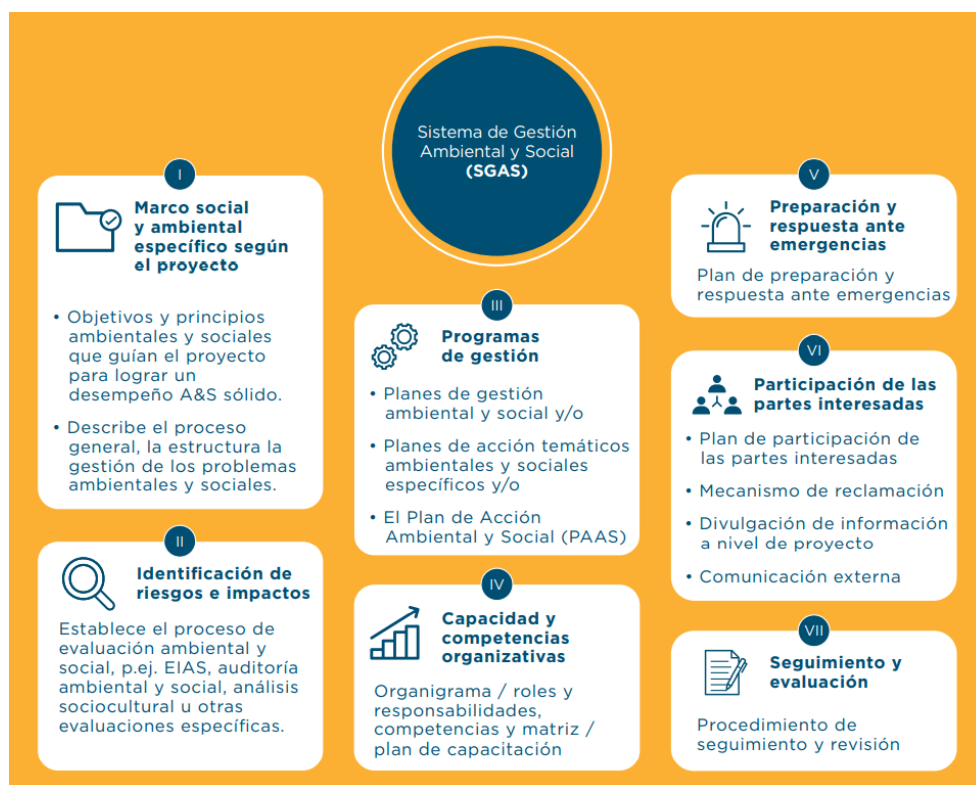 Sistema de Gestión
Ambiental y Social
(SGAS)
I
Marco social
y ambiental
específico según
el proyecto
• Objetivos y principios
ambientales y sociales
que guían el proyecto
para lograr un
desempeño A&S sólido.
• Describe el proceso
general, la estructura la
gestión de los problemas
ambientales y sociales.
II
Identificación de
riesgos e impactos
Establece el proceso de
evaluación ambiental y
social, p.ej. EIAS, auditoría
ambiental y social, análisis
sociocultural u otras
evaluaciones específicas.
III
Programas
de gestión
• Planes de gestión
ambiental y social y/o
• Planes de acción temáticos
ambientales y sociales
específicos y/o
• El Plan de Acción
Ambiental y Social (PAAS)
IV
Capacidad y
competencias
organizativas
Organigrama / roles y
responsabilidades,
competencias y matriz /
plan de capacitación
V
Preparación y
respuesta ante
emergencias
Plan de preparación y
respuesta ante emergencias
VI
Participación de las
partes interesadas
• Plan de participación de
las partes interesadas
• Mecanismo de reclamación
• Divulgación de información
a nivel de proyecto
• Comunicación externa
VII
Seguimiento y
evaluación
Procedimiento de
seguimiento y revisión